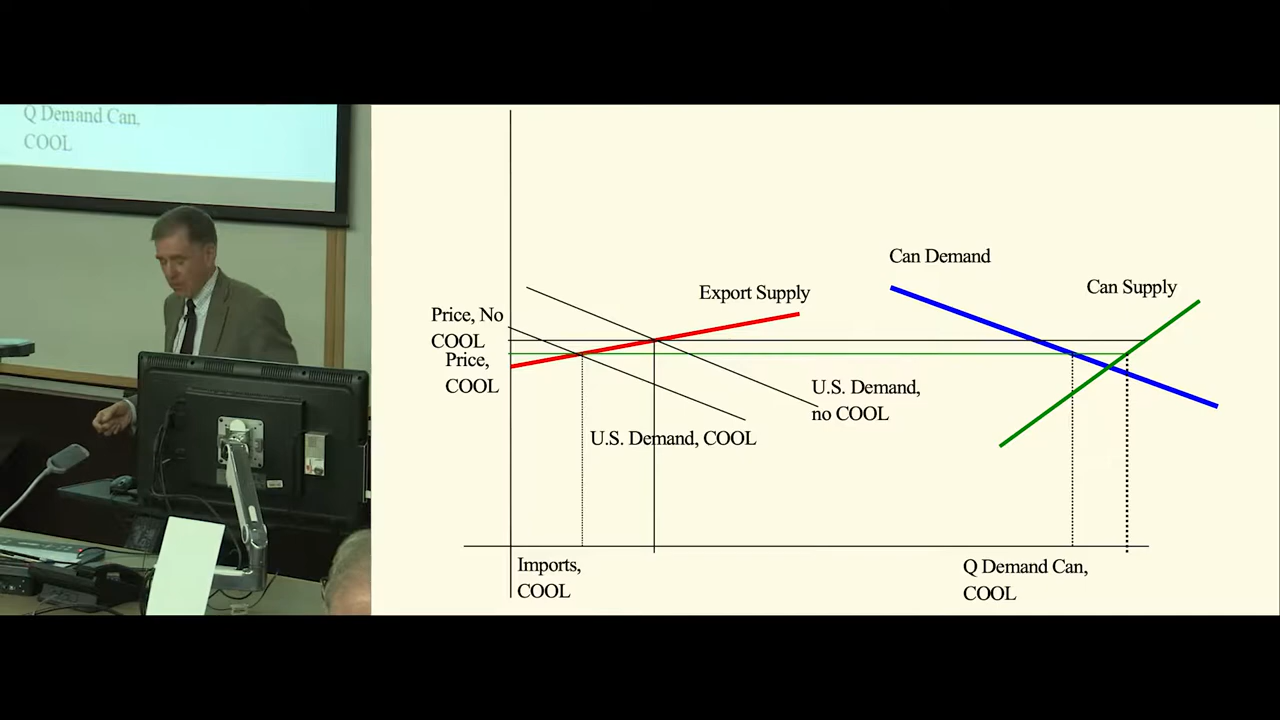 Q Demand Can,
COOL
Can Demand
Can Supply
Export Supply
Price, No
COOL
Price,
COOL
U.S. Demand,
no COOL
U.S. Demand, COOL
Imports,
COOL
Q Demand Can,
COOL